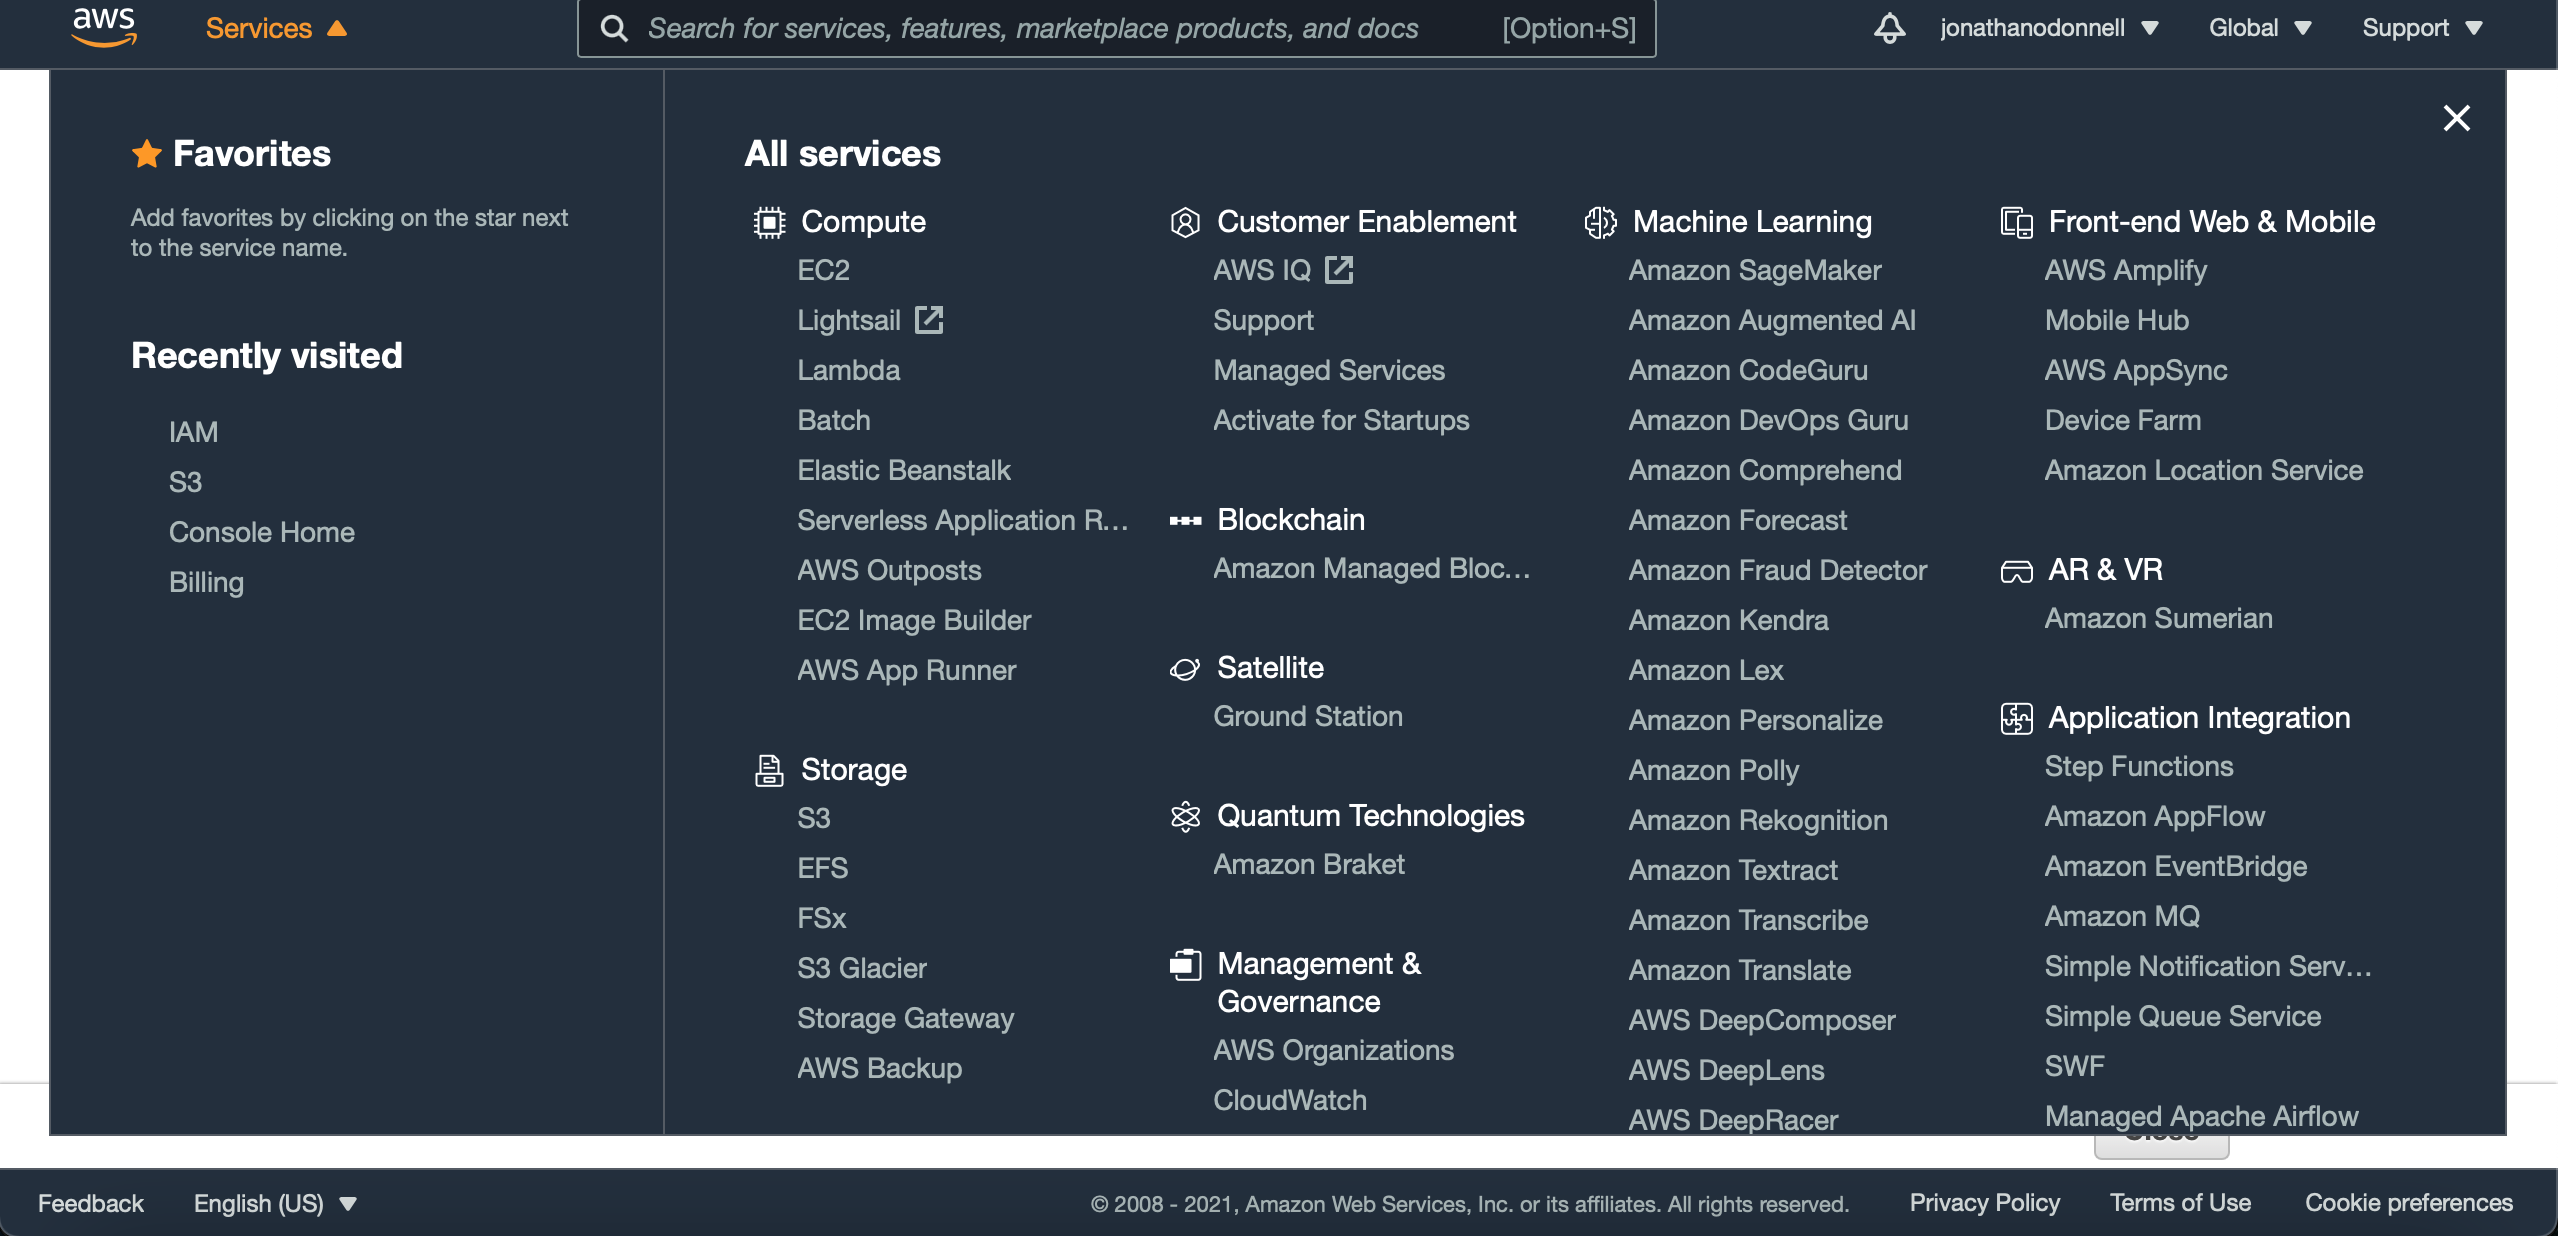 aws
Services
Search for services, features, marketplace products, and docs [Option+S]
jonathanodonnell
Global
Support
Favorites
Add favorites by clicking on the star next
to the service name.
Recently visited
IAM
S3
Console Home
Billing
All services
Compute
EC2
Lightsail
Lambda
Batch
Elastic Beanstalk
Serverless Application R...
AWS Outposts
EC2 Image Builder
AWS App Runner
Storage
S3
EFS
FSx
S3 Glacier
Storage Gateway
AWS Backup
Customer Enablement
AWS IQ
Support
Managed Services
Activate for Startups
Blockchain
Amazon Managed Bloc...
Satellite
Ground Station
Quantum Technologies
Amazon Braket
Management &
Governance
AWS Organizations
CloudWatch
Machine Learning
Amazon SageMaker
Amazon Augmented AI
Amazon CodeGuru
Amazon DevOps Guru
Amazon Comprehend
Amazon Forecast
Amazon Fraud Detector
Amazon Kendra
Amazon Lex
Amazon Personalize
Amazon Polly
Amazon Rekognition
Amazon Textract
Amazon Transcribe
Amazon Translate
AWS DeepComposer
AWS DeepLens
AWS DeepRacer
Front-end Web & Mobile
AWS Amplify
Mobile Hub
AWS AppSync
Device Farm
Amazon Location Service
AR & VR
Amazon Sumerian
Application Integration
Step Functions
Amazon AppFlow
Amazon EventBridge
Amazon MQ
Simple Notification Serv...
Simple Queue Service
SWF
Managed Apache Airflow
Feedback
English (US)
© 2008 - 2021, Amazon Web Services, Inc. or its affiliates. All rights reserved.
Privacy Policy
Terms of Use
Cookie preferences